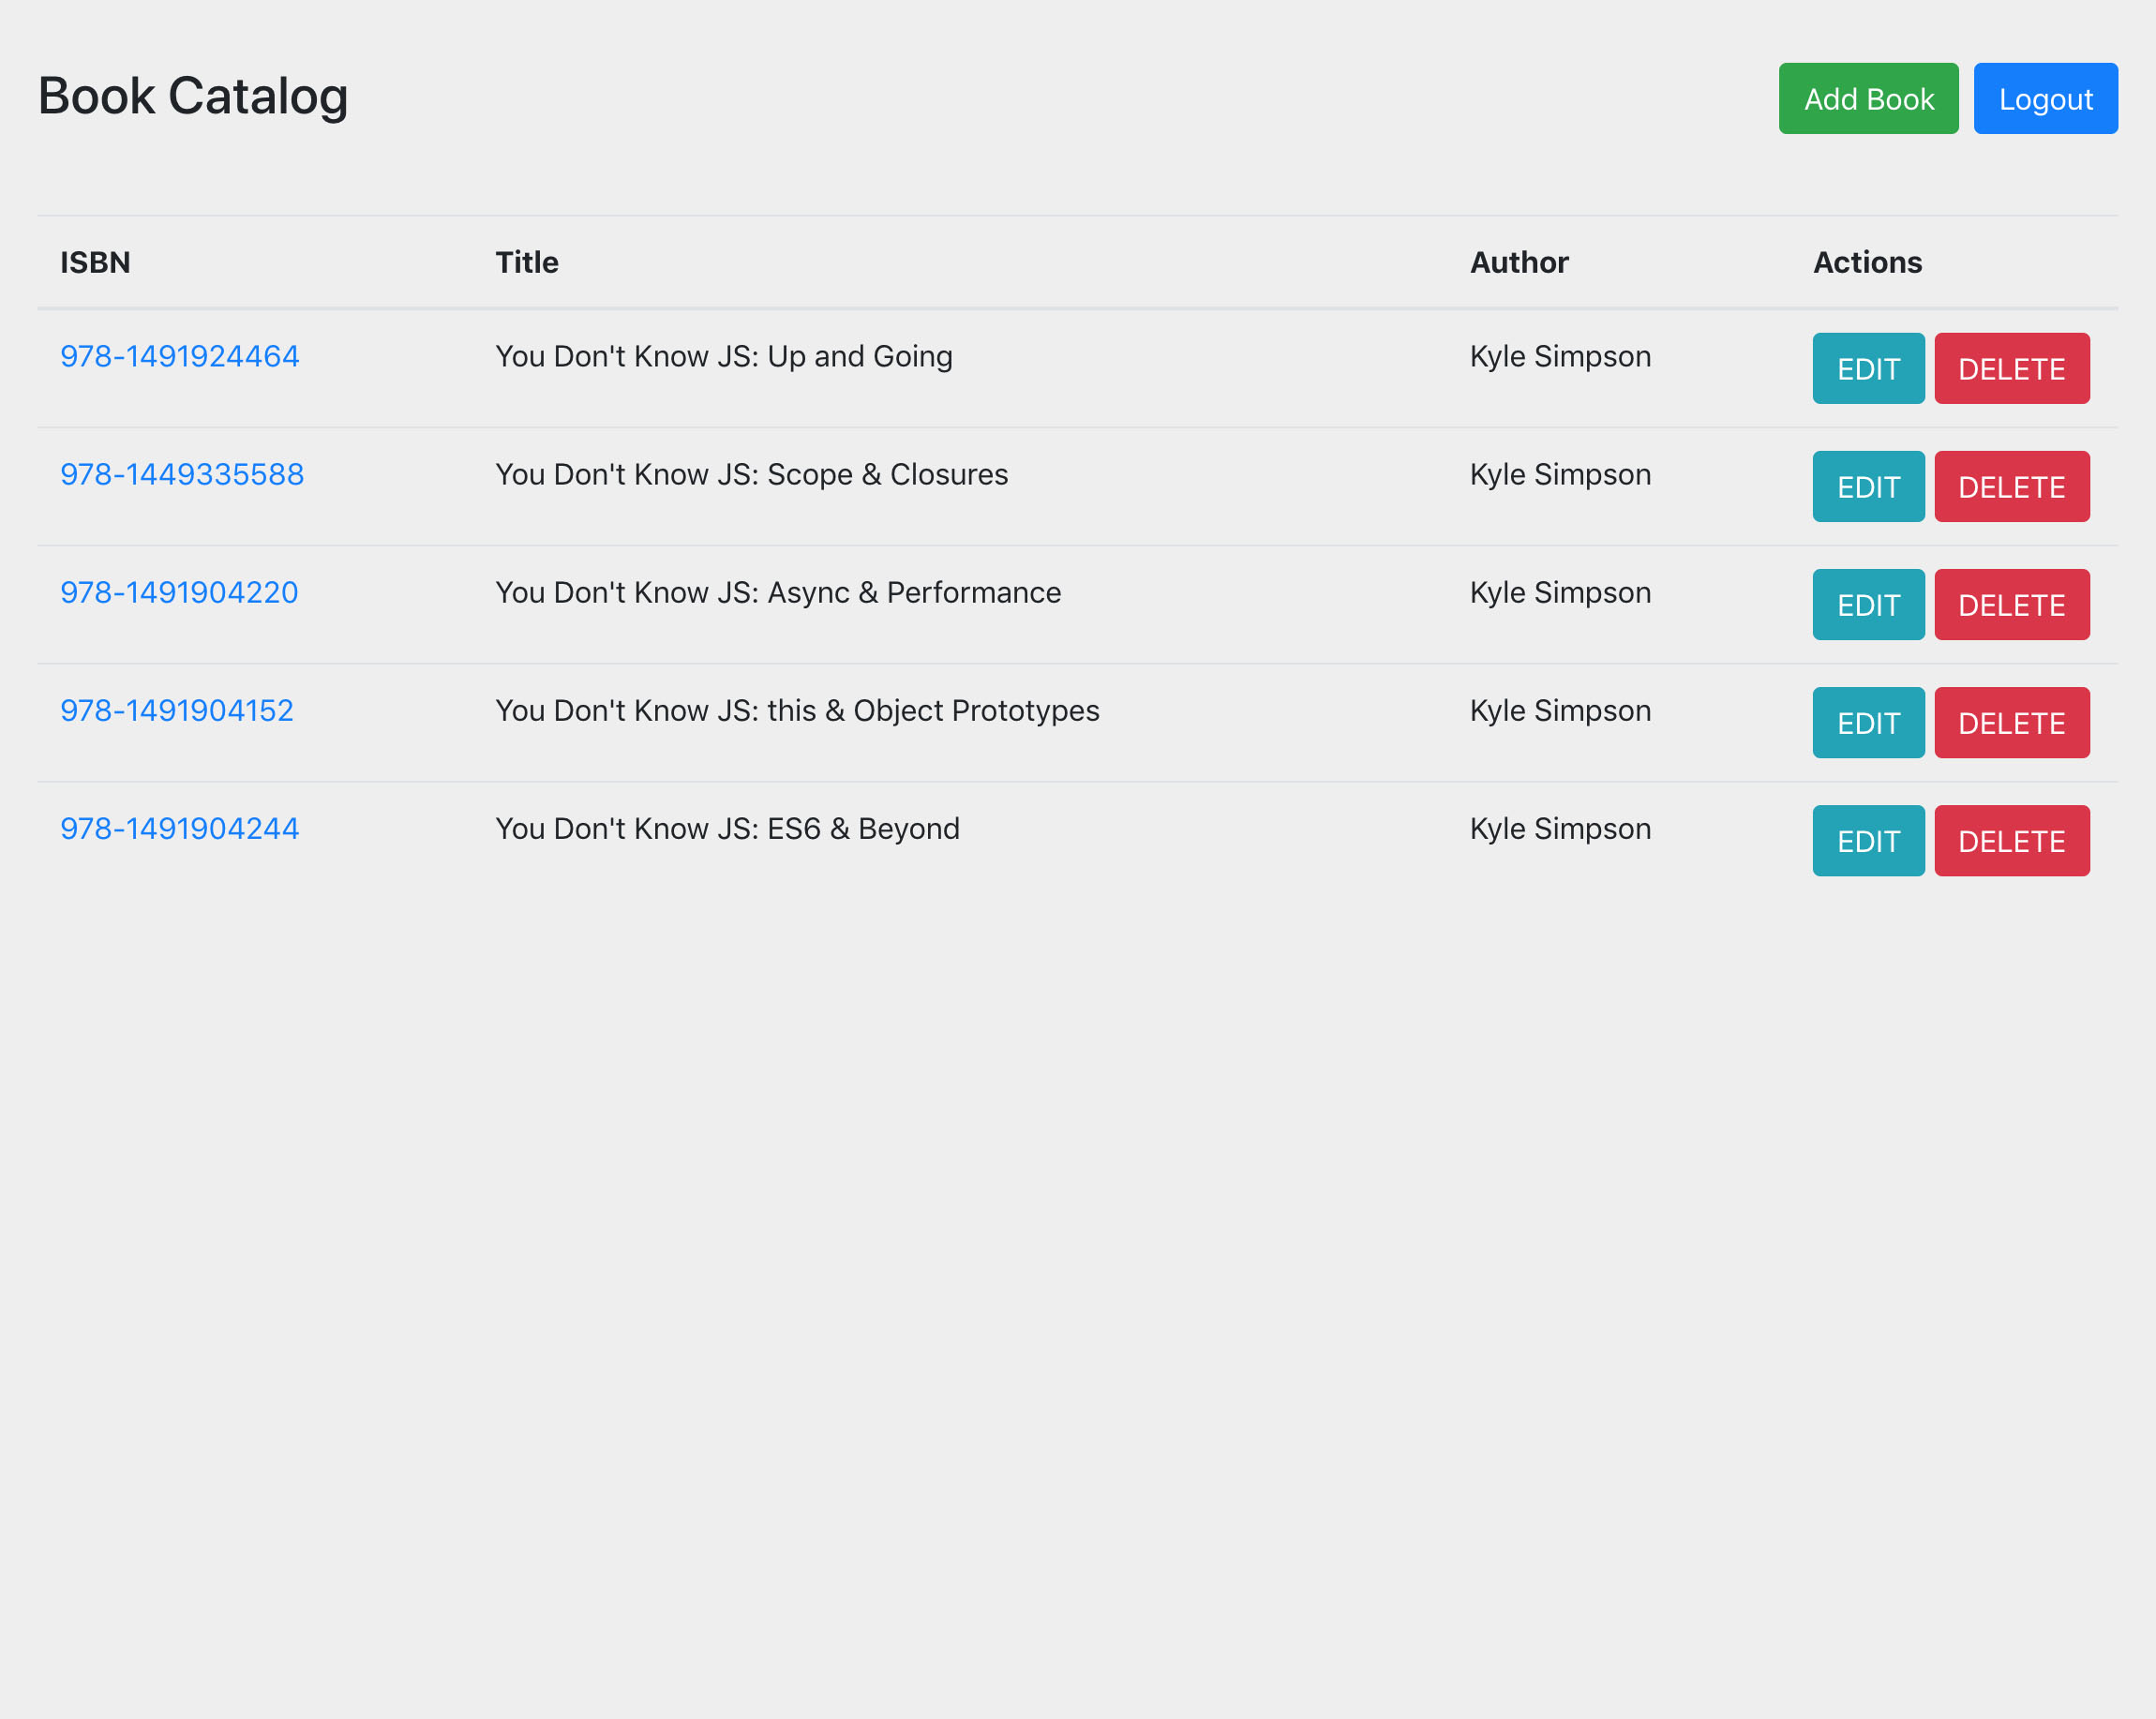 Book Catalog
Add Book Logout
ISBN Title Author Actions
978-1491924464 You Don't Know JS: Up and Going Kyle Simpson EDIT DELETE
978-1449335588 You Don't Know JS: Scope & Closures Kyle Simpson EDIT DELETE
978-1491904220 You Don't Know JS: Async & Performance Kyle Simpson EDIT DELETE
978-1491904152 You Don't Know JS: this & Object Prototypes Kyle Simpson EDIT DELETE
978-1491904244 You Don't Know JS: ES6 & Beyond Kyle Simpson EDIT DELETE